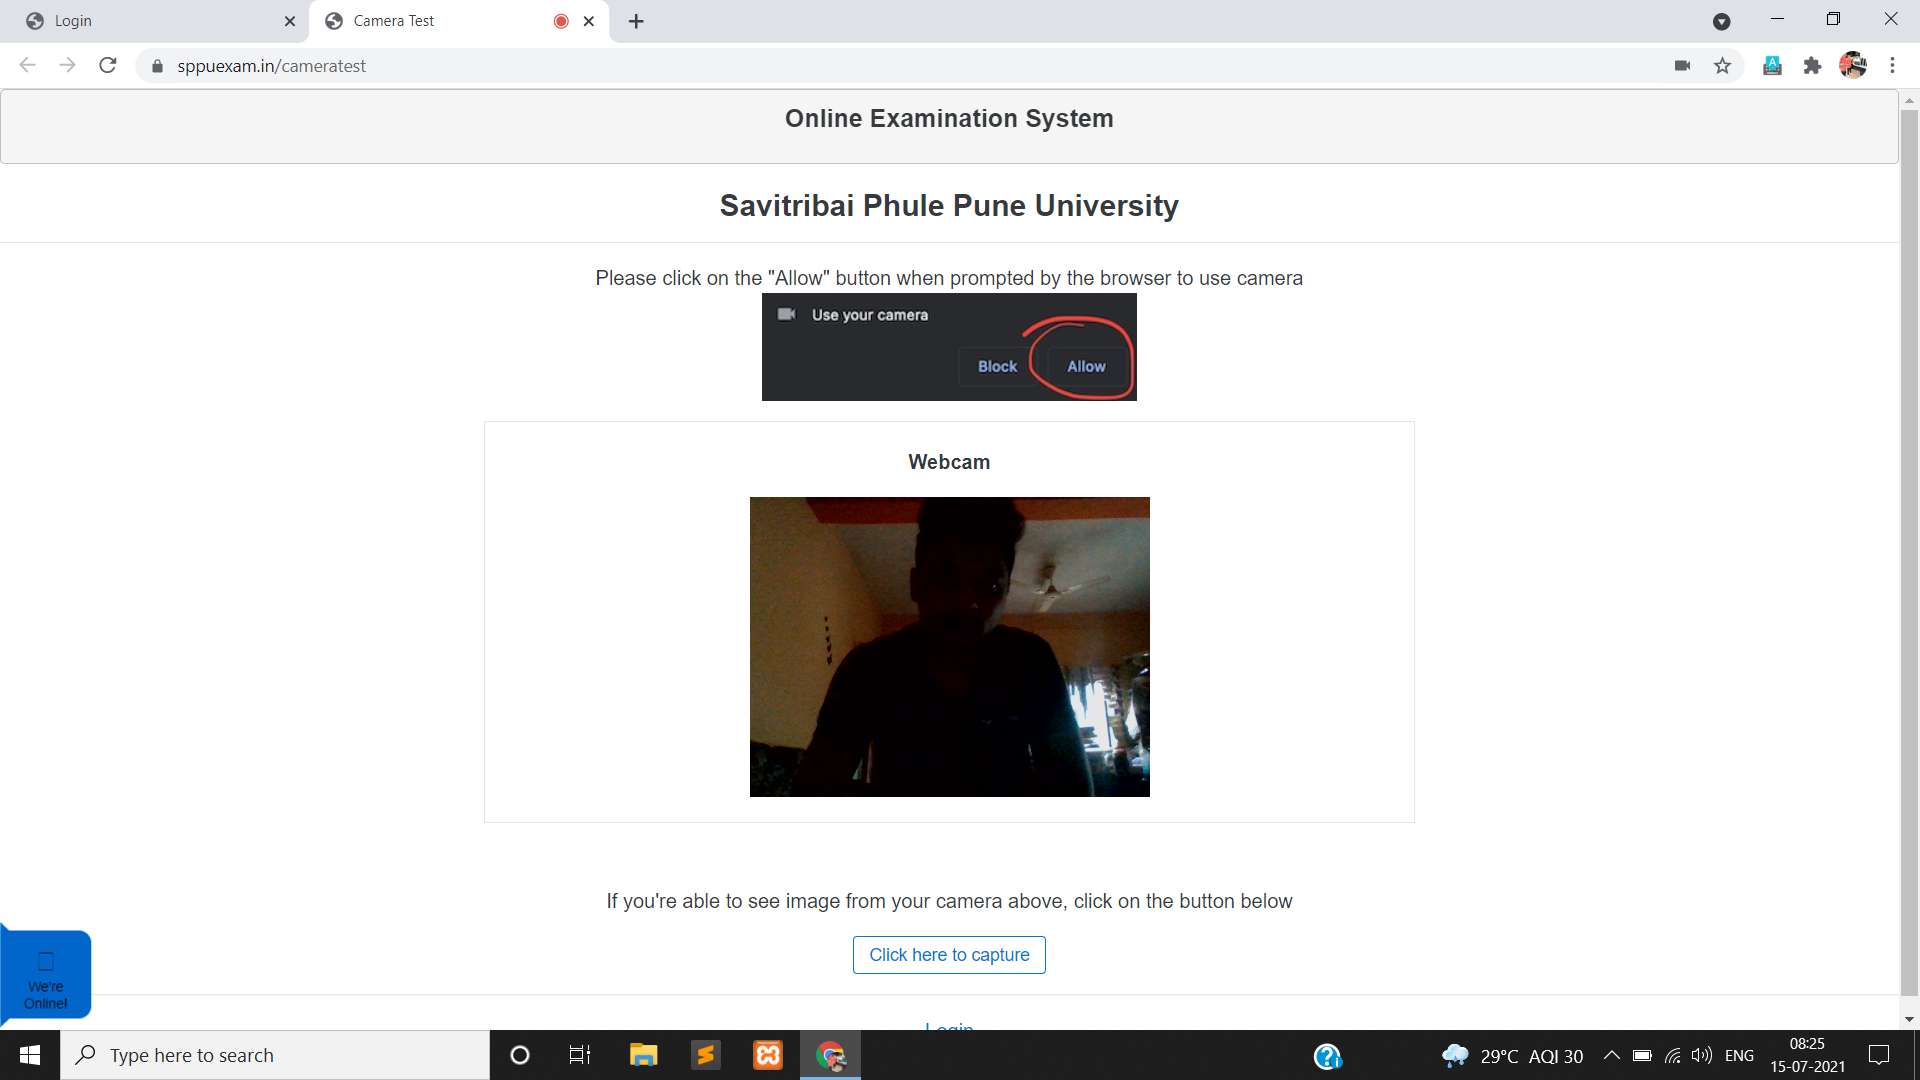 Login
Camera Test
sppuexam.in/cameratest
Online Examination System
Savitribai Phule Pune University
Please click on the "Allow" button when prompted by the browser to use camera
Use your camera
Block
Allow
Webcam
If you're able to see image from your camera above, click on the button below
Click here to capture
We're
Online!
Login
Type here to search
29°C AQI 30
ENG
08:25
15-07-2021